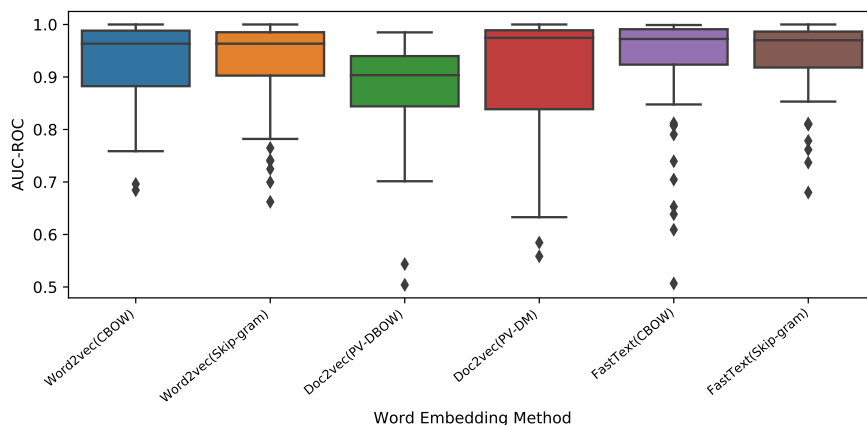 1.0
0.9
0.8
0.7
0.6
0.5
AUC-ROC
Word2vec(CBOW)
Word2vec(Skip-gram)
Doc2vec(PV-DBOW)
Doc2vec(PV-DM)
FastText(CBOW)
FastText(Skip-gram)
Word Embedding Method